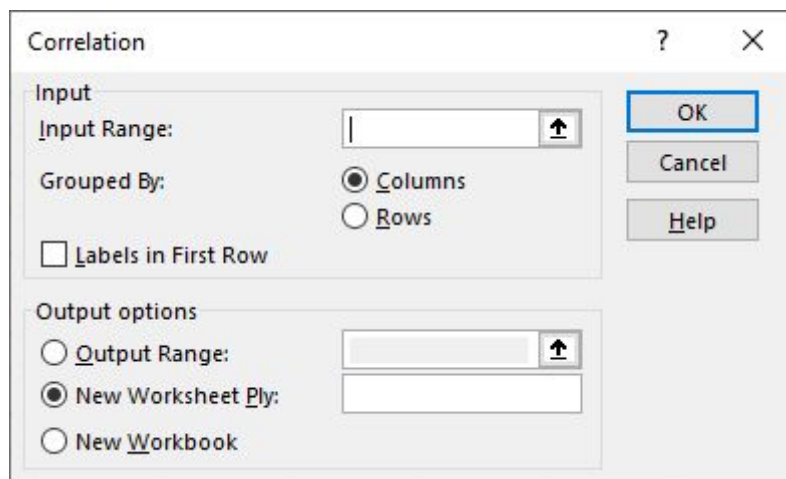 Correlation ? ✕
Input
Input Range:
OK
Grouped By: Columns
Cancel
Rows
Help
Labels in First Row
Output options
Output Range:
New Worksheet Ply:
New Workbook